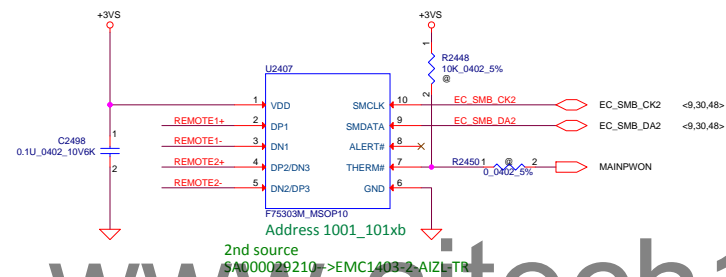 +3VS
+3VS
U2407
R2448
10K_0402_5%
@
1
2
C2498
0.1U_0402_10V6K
1
2
1 VDD SMCLK 10 EC_SMB_CK2 EC_SMB_CK2 <9,30,48>
REMOTE1+ 2 DP1 SMDATA 9 EC_SMB_DA2 EC_SMB_DA2 <9,30,48>
REMOTE1- 3 DN1 ALERT# 8
REMOTE2+ 4 DP2/DN3 THERM# 7 R2450 1 @ 2 MAINPWON
0_0402_5%
REMOTE2- 5 DN2/DP3 GND 6
F75303M_MSOP10
Address 1001_101xb
2nd source
SA000029210-->EMC1403-2-AIZL-TR